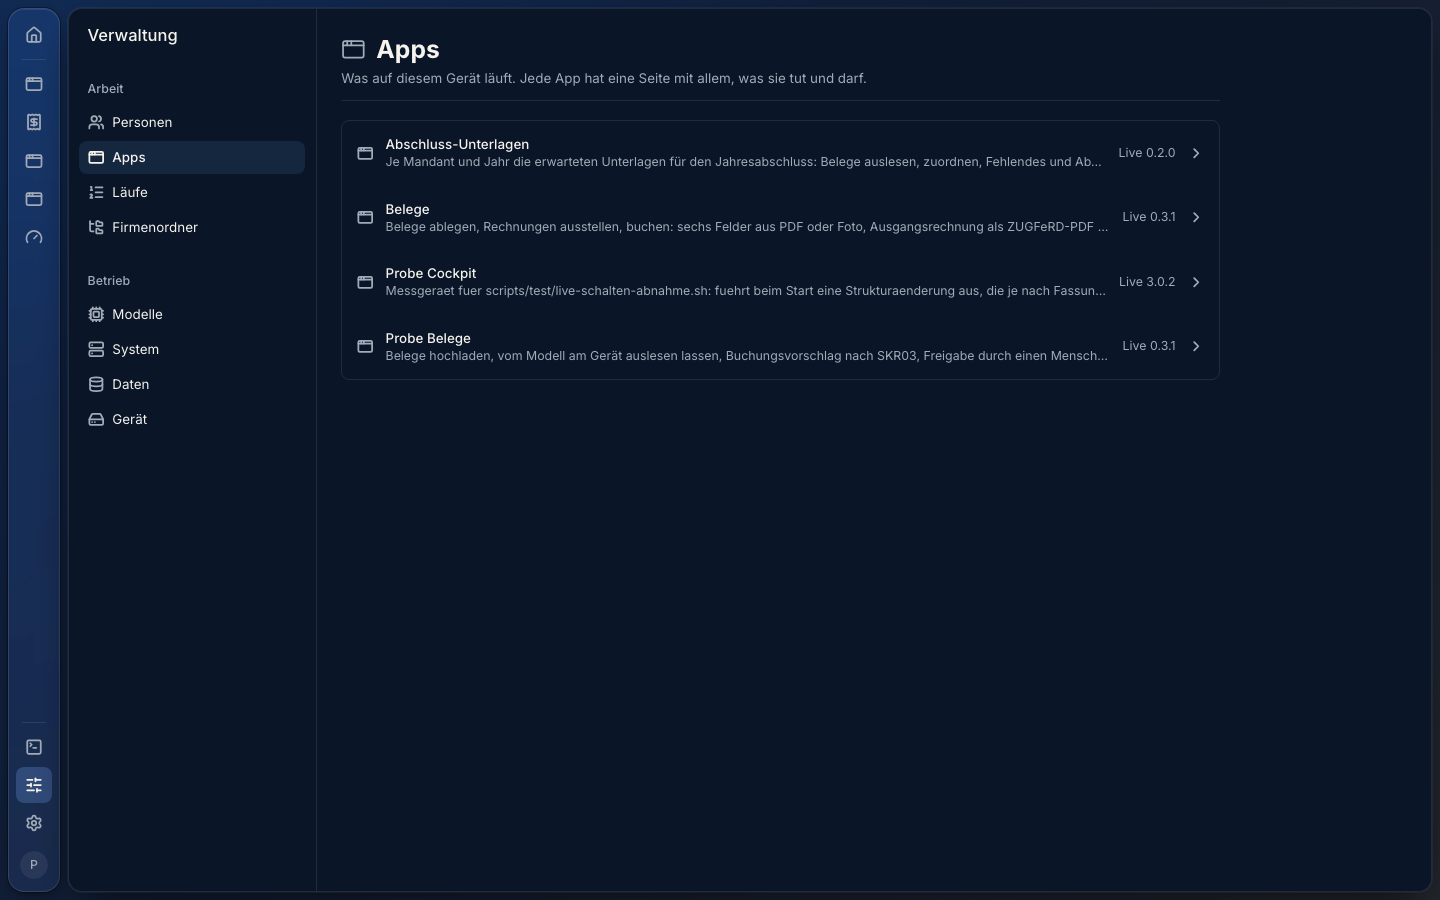 Verwaltung
Arbeit
Personen
Apps
Läufe
Firmenordner
Betrieb
Modelle
System
Daten
Gerät
P
Apps
Was auf diesem Gerät läuft. Jede App hat eine Seite mit allem, was sie tut und darf.
Abschluss-Unterlagen
Je Mandant und Jahr die erwarteten Unterlagen für den Jahresabschluss: Belege auslesen, zuordnen, Fehlendes und Ab...
Live 0.2.0
Belege
Belege ablegen, Rechnungen ausstellen, buchen: sechs Felder aus PDF oder Foto, Ausgangsrechnung als ZUGFeRD-PDF ...
Live 0.3.1
Probe Cockpit
Messgeraet fuer scripts/test/live-schalten-abnahme.sh: fuehrt beim Start eine Strukturaenderung aus, die je nach Fassun...
Live 3.0.2
Probe Belege
Belege hochladen, vom Modell am Gerät auslesen lassen, Buchungsvorschlag nach SKR03, Freigabe durch einen Mensch...
Live 0.3.1